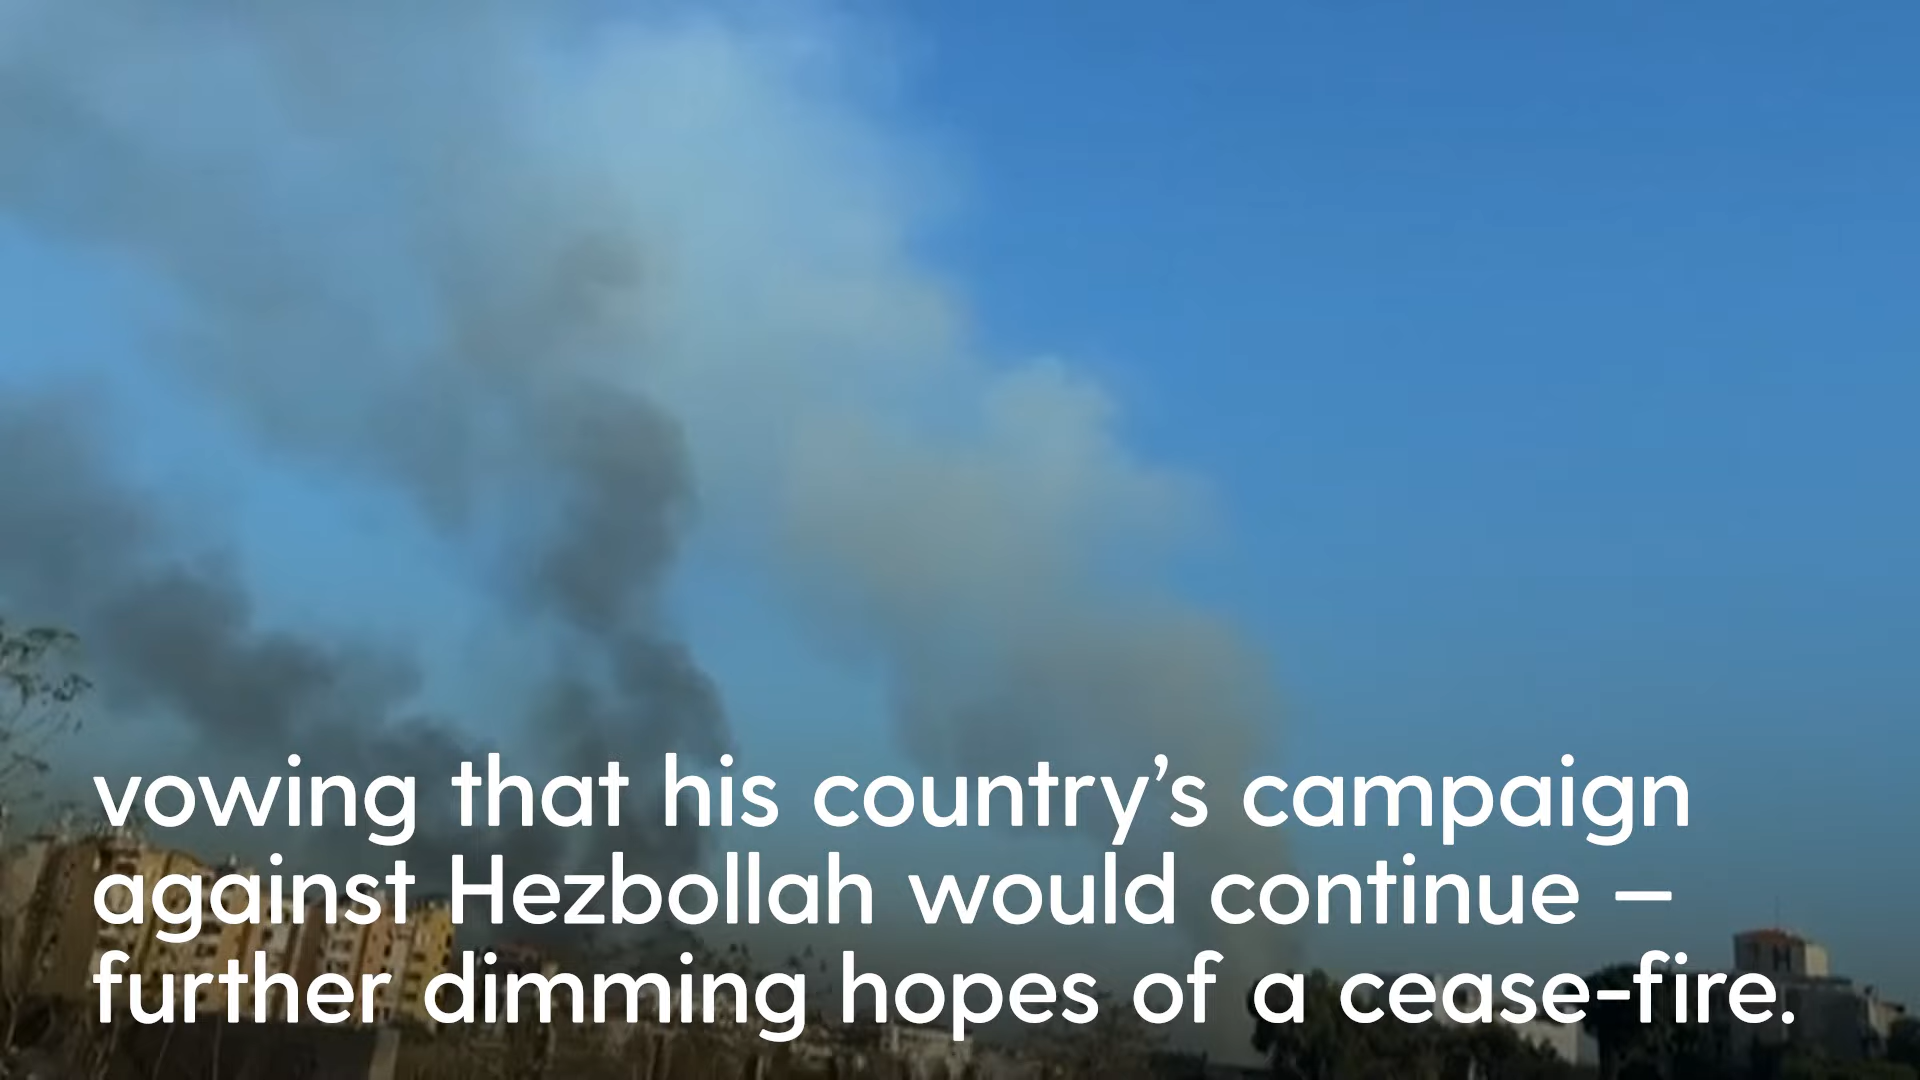 vowing that his country’s campaign
against Hezbollah would continue —
further dimming hopes of a cease-fire.